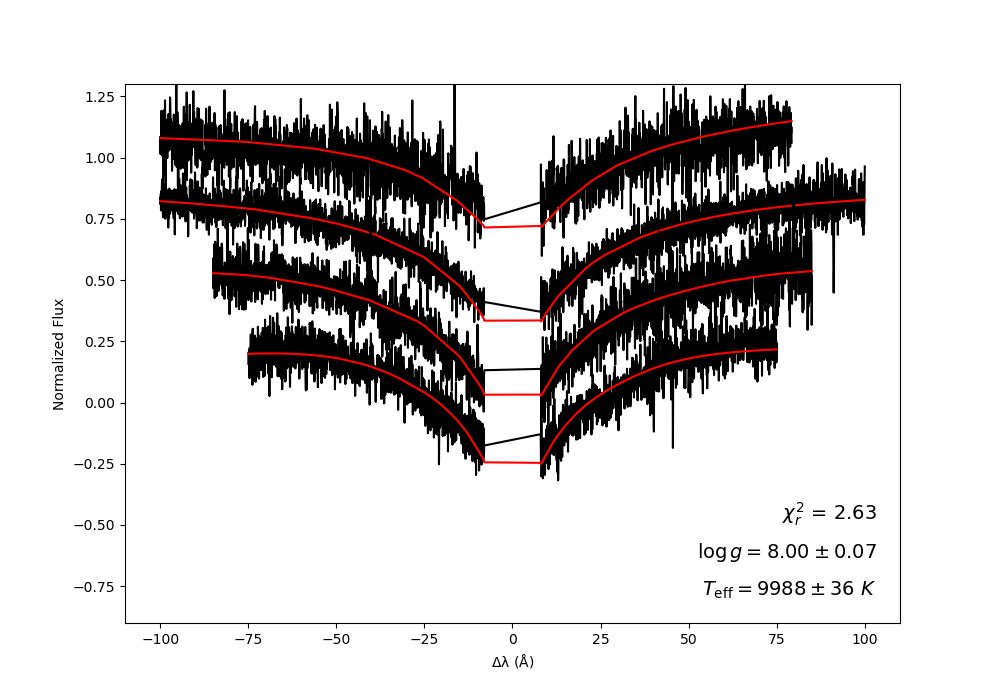 1.25
1.00
0.75
0.50
0.25
0.00
−0.25
−0.50
−0.75
Normalized Flux
χ²ᵣ = 2.63
log g = 8.00 ± 0.07
T_eff = 9988 ± 36 K
−100 −75 −50 −25 0 25 50 75 100
Δλ (Å)